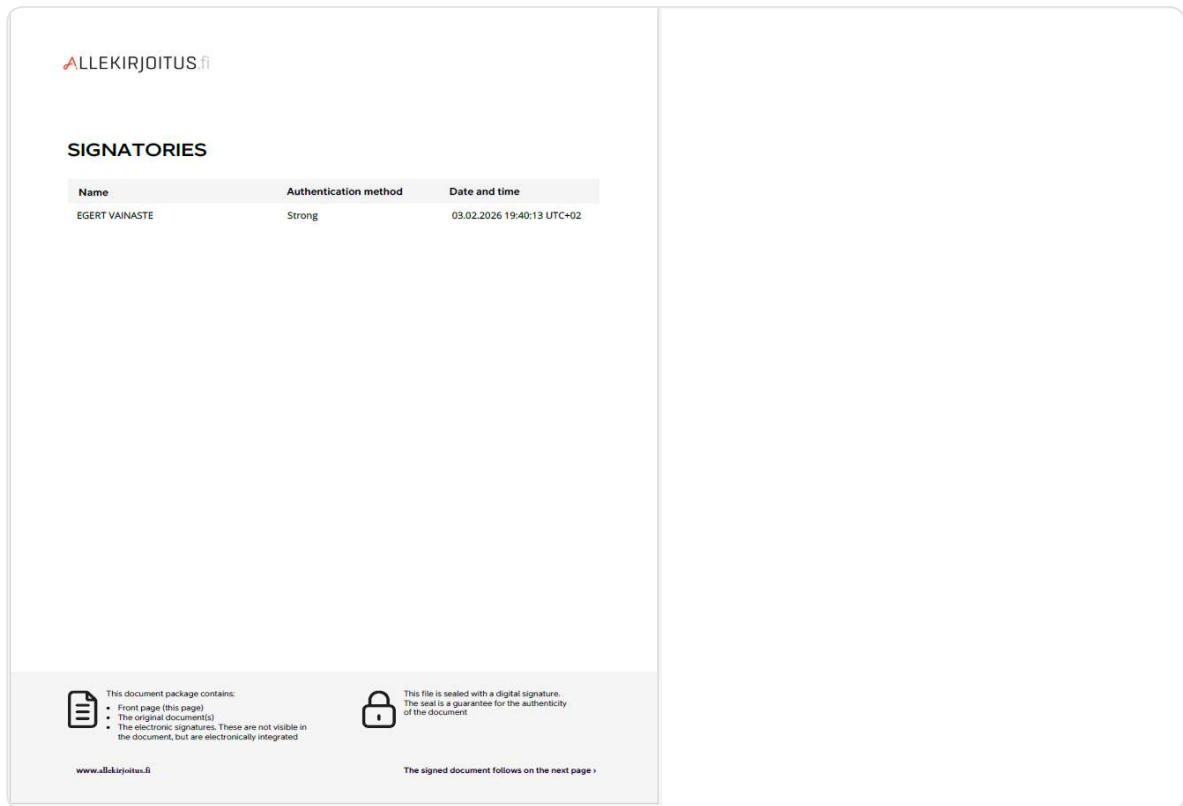 ALLEKIRJOITUS.fi
SIGNATORIES
Name Authentication method Date and time
EGERT VAINASTE Strong 03.02.2026 19:40:13 UTC+02
This document package contains:
• Front page (this page)
• The original document(s)
• The electronic signatures. These are not visible in
the document, but are electronically integrated
This file is sealed with a digital signature.
The seal is a guarantee for the authenticity
of the document
www.allekirjoitus.fi
The signed document follows on the next page ›